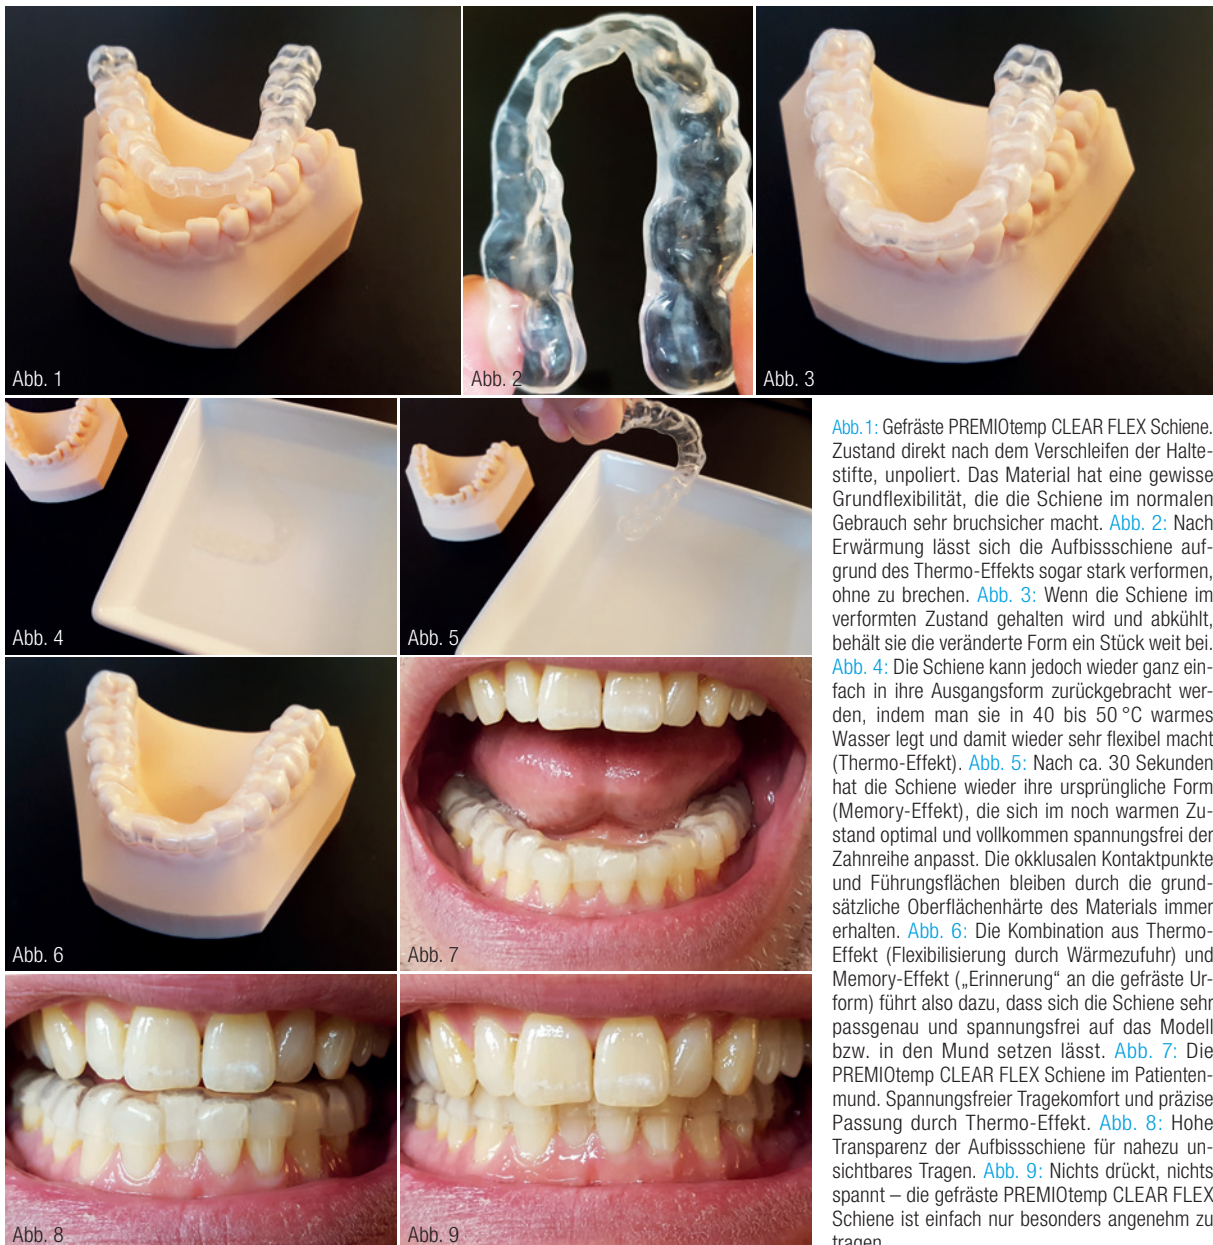 Abb. 1
Abb. 2
Abb. 3
Abb. 4
Abb. 5
Abb. 6
Abb. 7
Abb. 8
Abb. 9
Abb.1: Gefräste PREMIOtemp CLEAR FLEX Schiene.
Zustand direkt nach dem Verschleifen der Halte-
stifte, unpoliert. Das Material hat eine gewisse
Grundflexibilität, die die Schiene im normalen
Gebrauch sehr bruchsicher macht. Abb. 2: Nach
Erwärmung lässt sich die Aufbissschiene auf-
grund des Thermo-Effekts sogar stark verformen,
ohne zu brechen. Abb. 3: Wenn die Schiene im
verformten Zustand gehalten wird und abkühlt,
behält sie die veränderte Form ein Stück weit bei.
Abb. 4: Die Schiene kann jedoch wieder ganz ein-
fach in ihre Ausgangsform zurückgebracht wer-
den, indem man sie in 40 bis 50 °C warmes
Wasser legt und damit wieder sehr flexibel macht
(Thermo-Effekt). Abb. 5: Nach ca. 30 Sekunden
hat die Schiene wieder ihre ursprüngliche Form
(Memory-Effekt), die sich im noch warmen Zu-
stand optimal und vollkommen spannungsfrei der
Zahnreihe anpasst. Die okklusalen Kontaktpunkte
und Führungsflächen bleiben durch die grund-
sätzliche Oberflächenhärte des Materials immer
erhalten. Abb. 6: Die Kombination aus Thermo-
Effekt (Flexibilisierung durch Wärmezufuhr) und
Memory-Effekt („Erinnerung“ an die gefräste Ur-
form) führt also dazu, dass sich die Schiene sehr
passgenau und spannungsfrei auf das Modell
bzw. in den Mund setzen lässt. Abb. 7: Die
PREMIOtemp CLEAR FLEX Schiene im Patienten-
mund. Spannungsfreier Tragekomfort und präzise
Passung durch Thermo-Effekt. Abb. 8: Hohe
Transparenz der Aufbissschiene für nahezu un-
sichtbares Tragen. Abb. 9: Nichts drückt, nichts
spannt – die gefräste PREMIOtemp CLEAR FLEX
Schiene ist einfach nur besonders angenehm zu
tragen